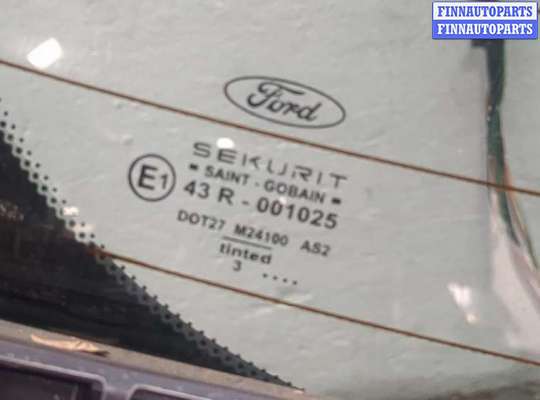 FINNAUTOPARTS
FINNAUTOPARTS
Ford
SEKURIT
SAINT - GOBAIN
E1
43 R - 001025
DOT27 M24100 AS2
tinted
3 ....